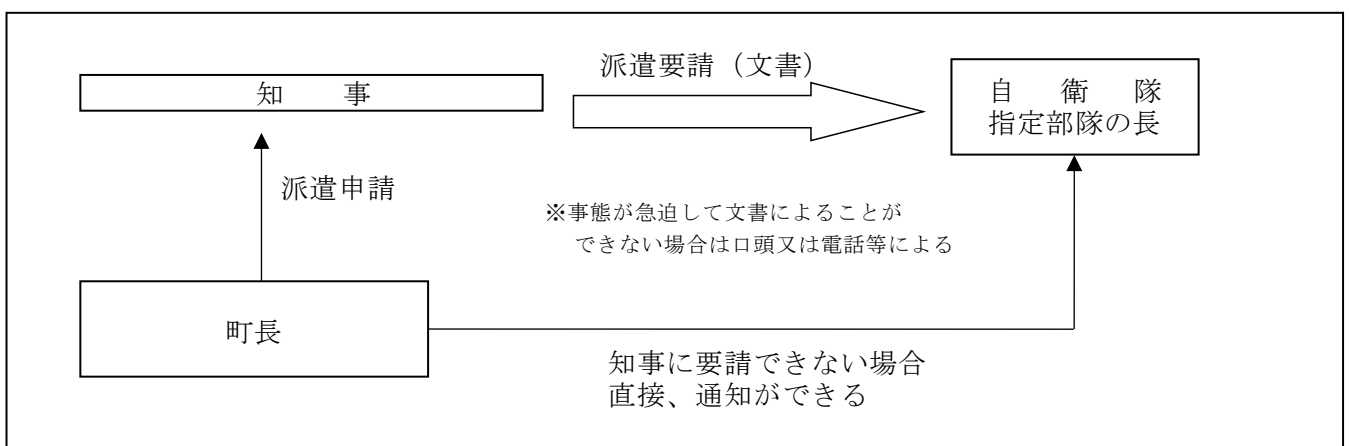 派遣要請（文書）
知　　事
自　衛　隊
指定部隊の長
派遣申請
※事態が急迫して文書によることが
できない場合は口頭又は電話等による
町長
知事に要請できない場合
直接、通知ができる